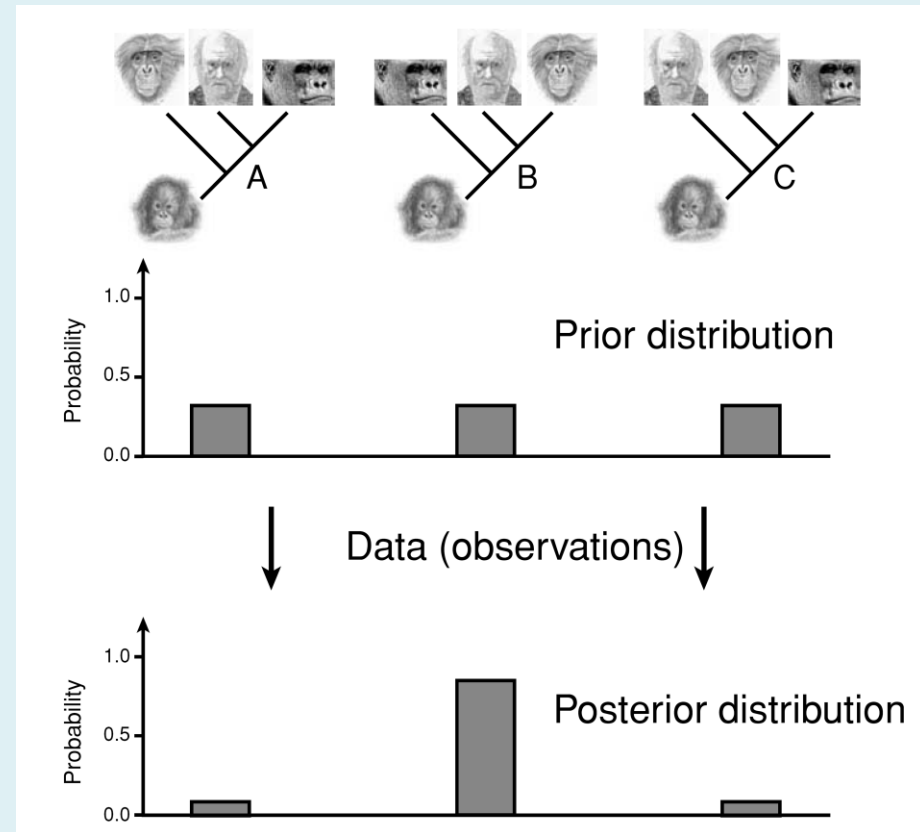 A
B
C
1.0
0.5
0.0
Probability
Prior distribution
Data (observations)
1.0
0.5
0.0
Probability
Posterior distribution